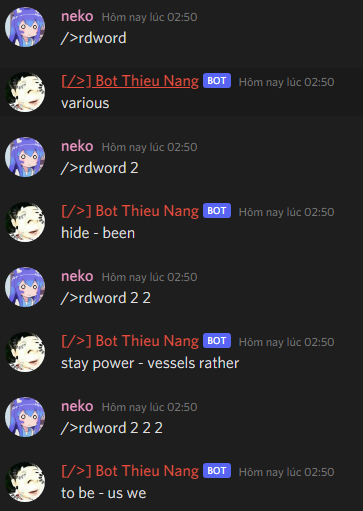 neko Hôm nay lúc 02:50
/>rdword
[/>] Bot Thieu Nang BOT Hôm nay lúc 02:50
various
neko Hôm nay lúc 02:50
/>rdword 2
[/>] Bot Thieu Nang BOT Hôm nay lúc 02:50
hide - been
neko Hôm nay lúc 02:50
/>rdword 2 2
[/>] Bot Thieu Nang BOT Hôm nay lúc 02:50
stay power - vessels rather
neko Hôm nay lúc 02:50
/>rdword 2 2 2
[/>] Bot Thieu Nang BOT Hôm nay lúc 02:50
to be - us we